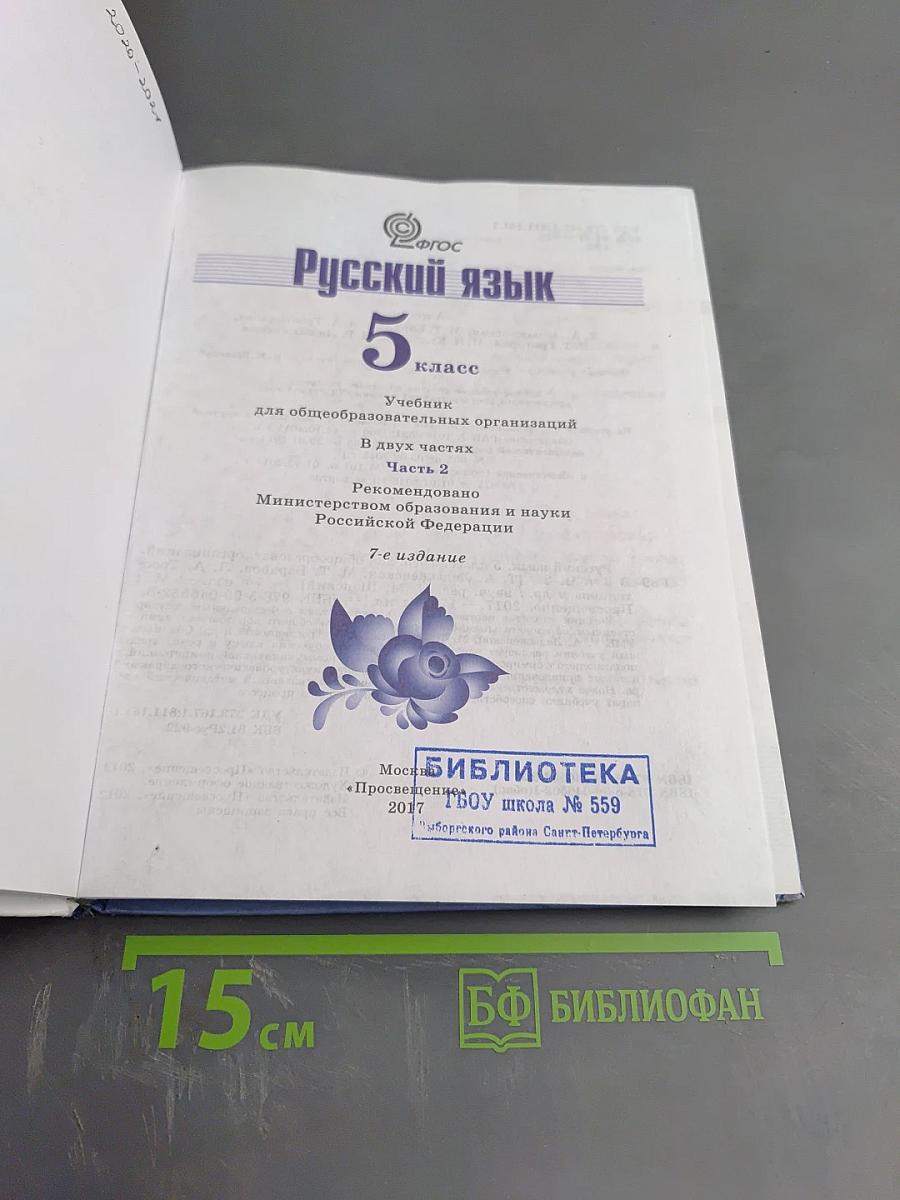 2020-2021
ФГОС
Русский язык
5 класс
Учебник
для общеобразовательных организаций
В двух частях
Часть 2
Рекомендовано
Министерством образования и науки
Российской Федерации
7-е издание
Москва
«Просвещение»
2017
БИБЛИОТЕКА
ГБОУ школа № 559
Выборгского района Санкт-Петербурга
15 см
БФ БИБЛИОФАН